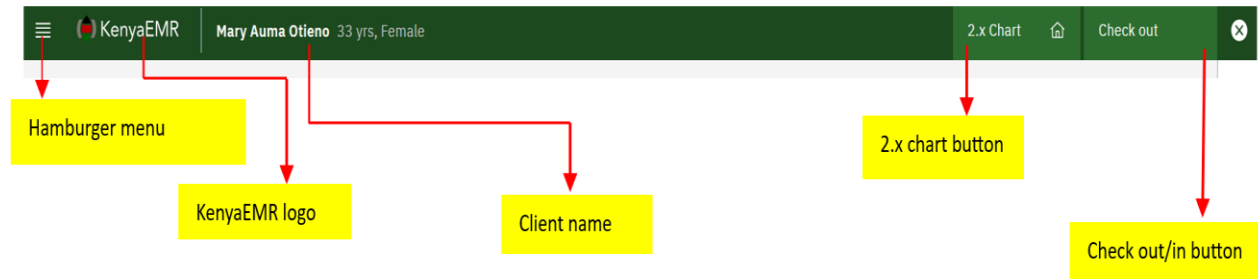 KenyaEMR
Mary Auma Otieno 33 yrs, Female
2.x Chart
Check out
Hamburger menu
2.x chart button
KenyaEMR logo
Client name
Check out/in button